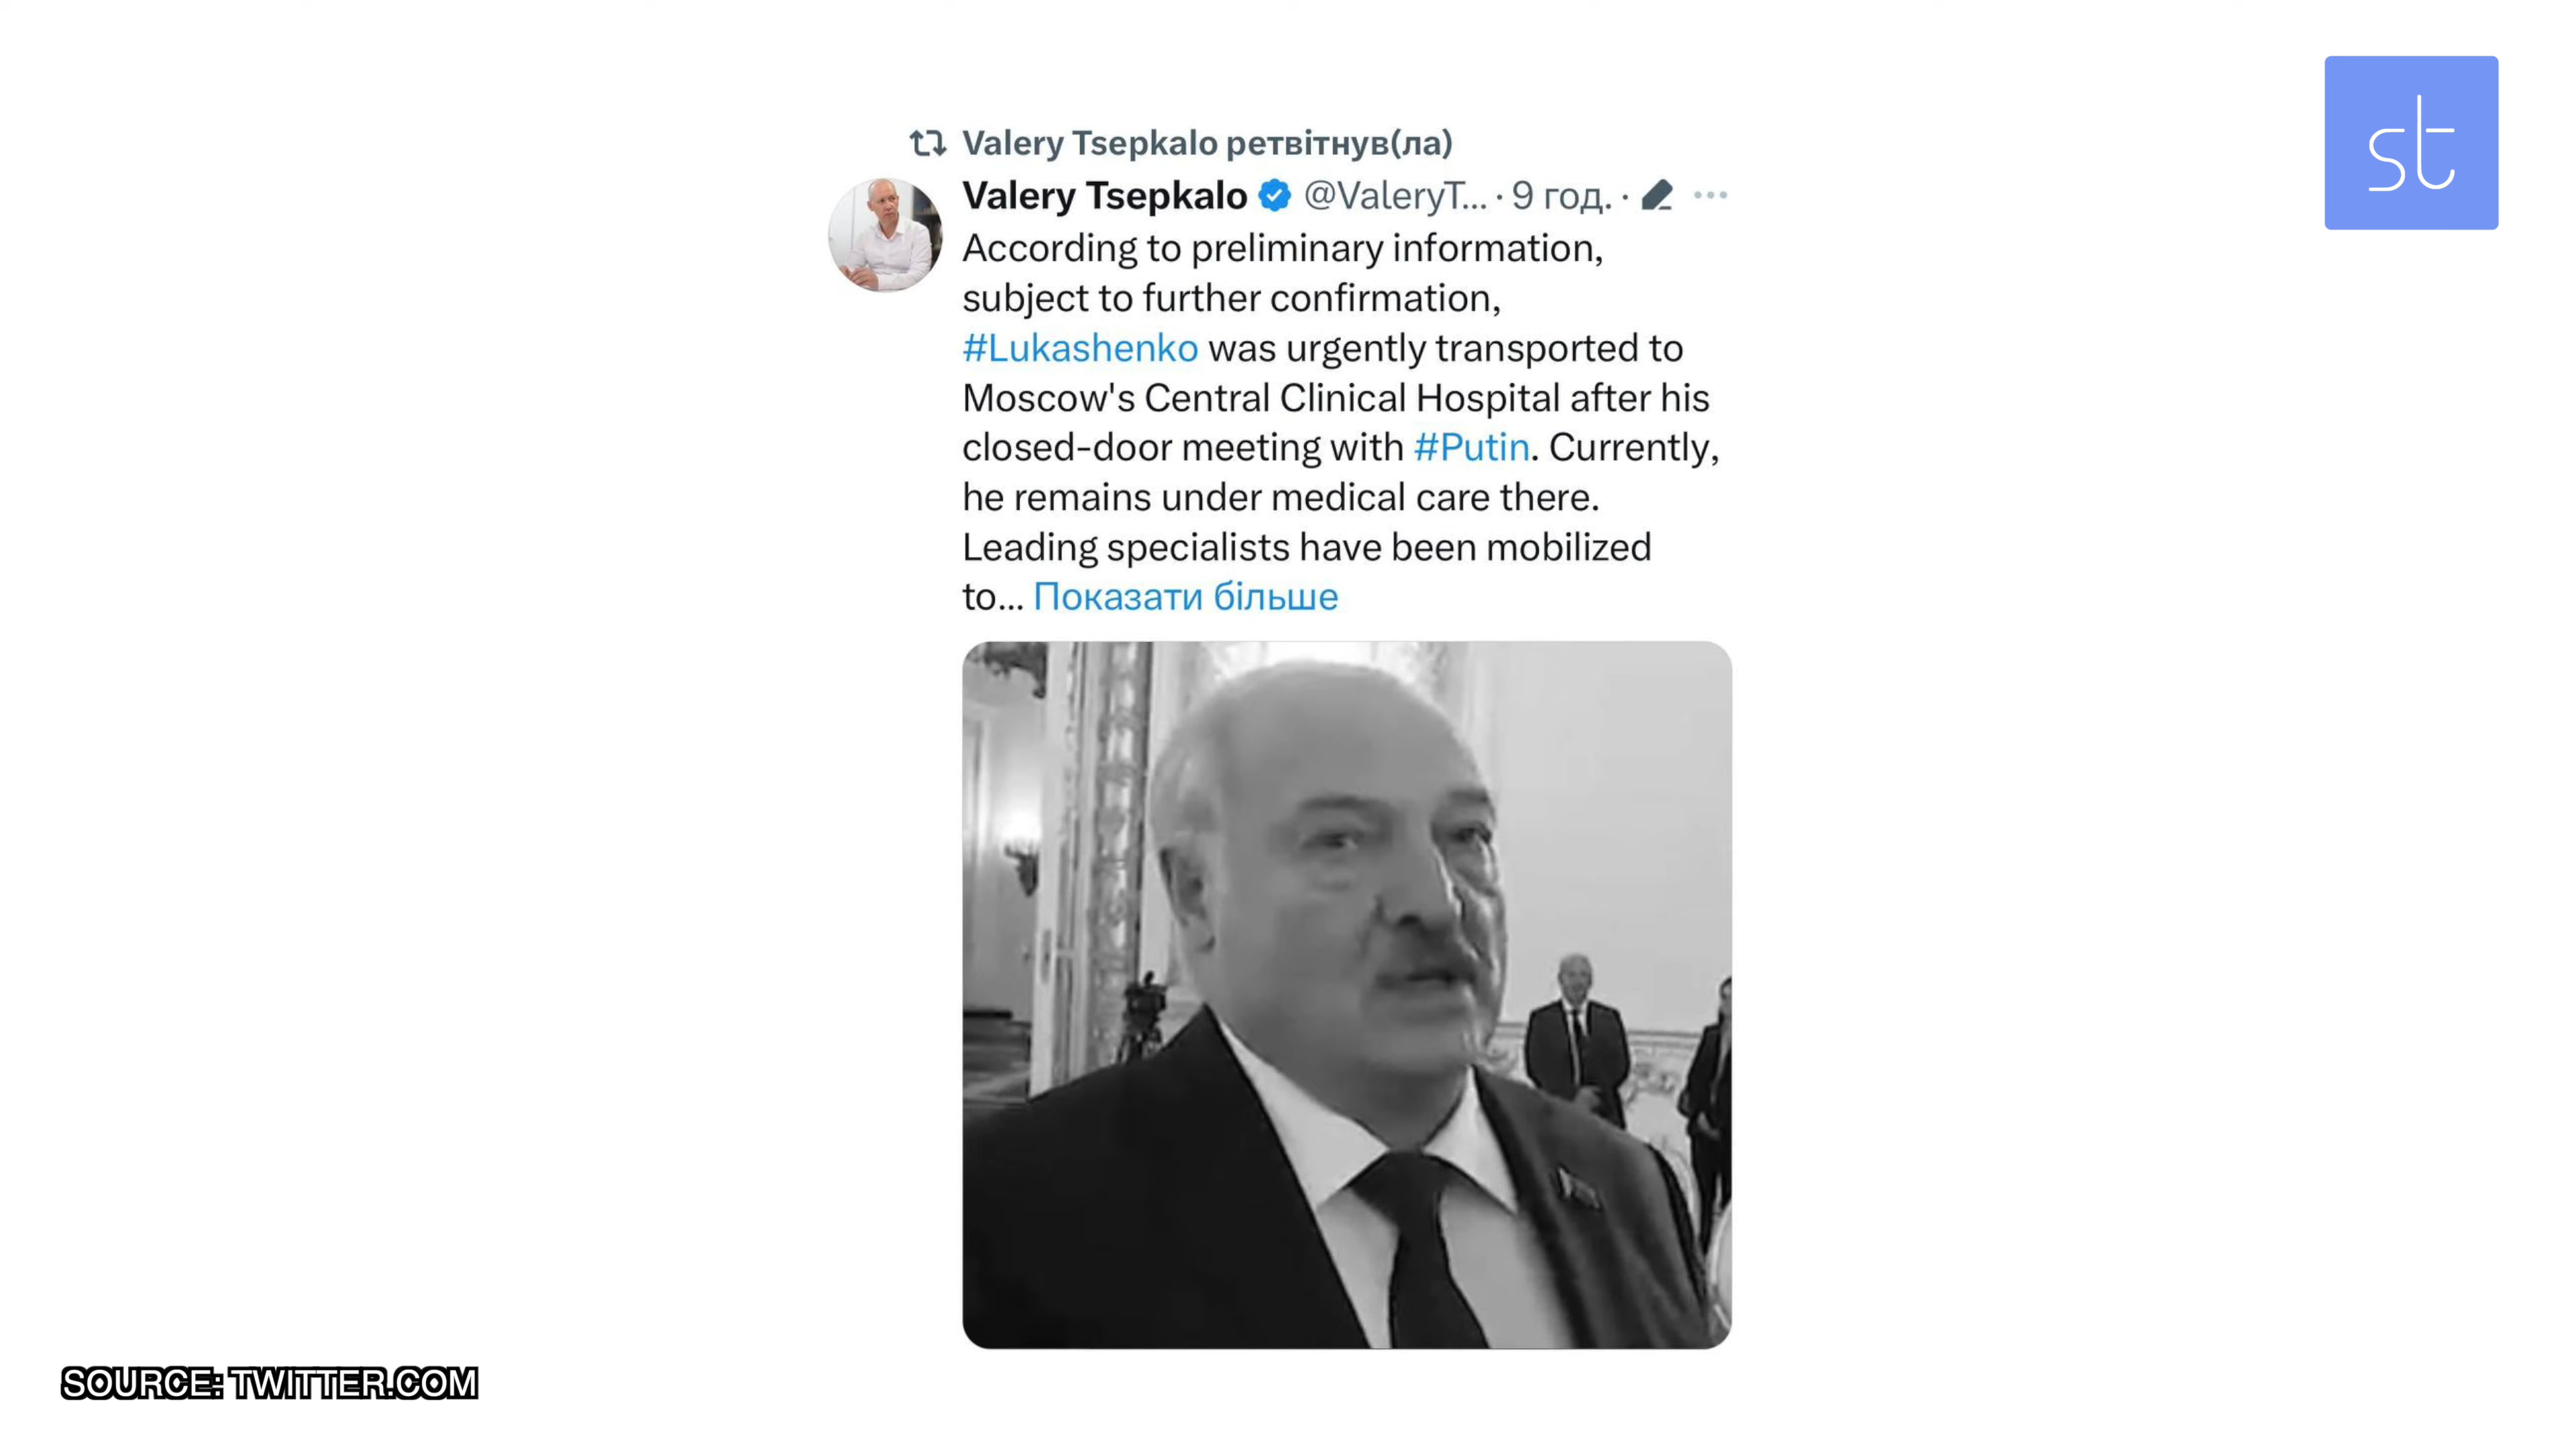 st
Valery Tsepkalo ретвітнув(ла)
Valery Tsepkalo @ValeryT... · 9 год. ·
According to preliminary information,
subject to further confirmation,
#Lukashenko was urgently transported to
Moscow's Central Clinical Hospital after his
closed-door meeting with #Putin. Currently,
he remains under medical care there.
Leading specialists have been mobilized
to... Показати більше
SOURCE: TWITTER.COM